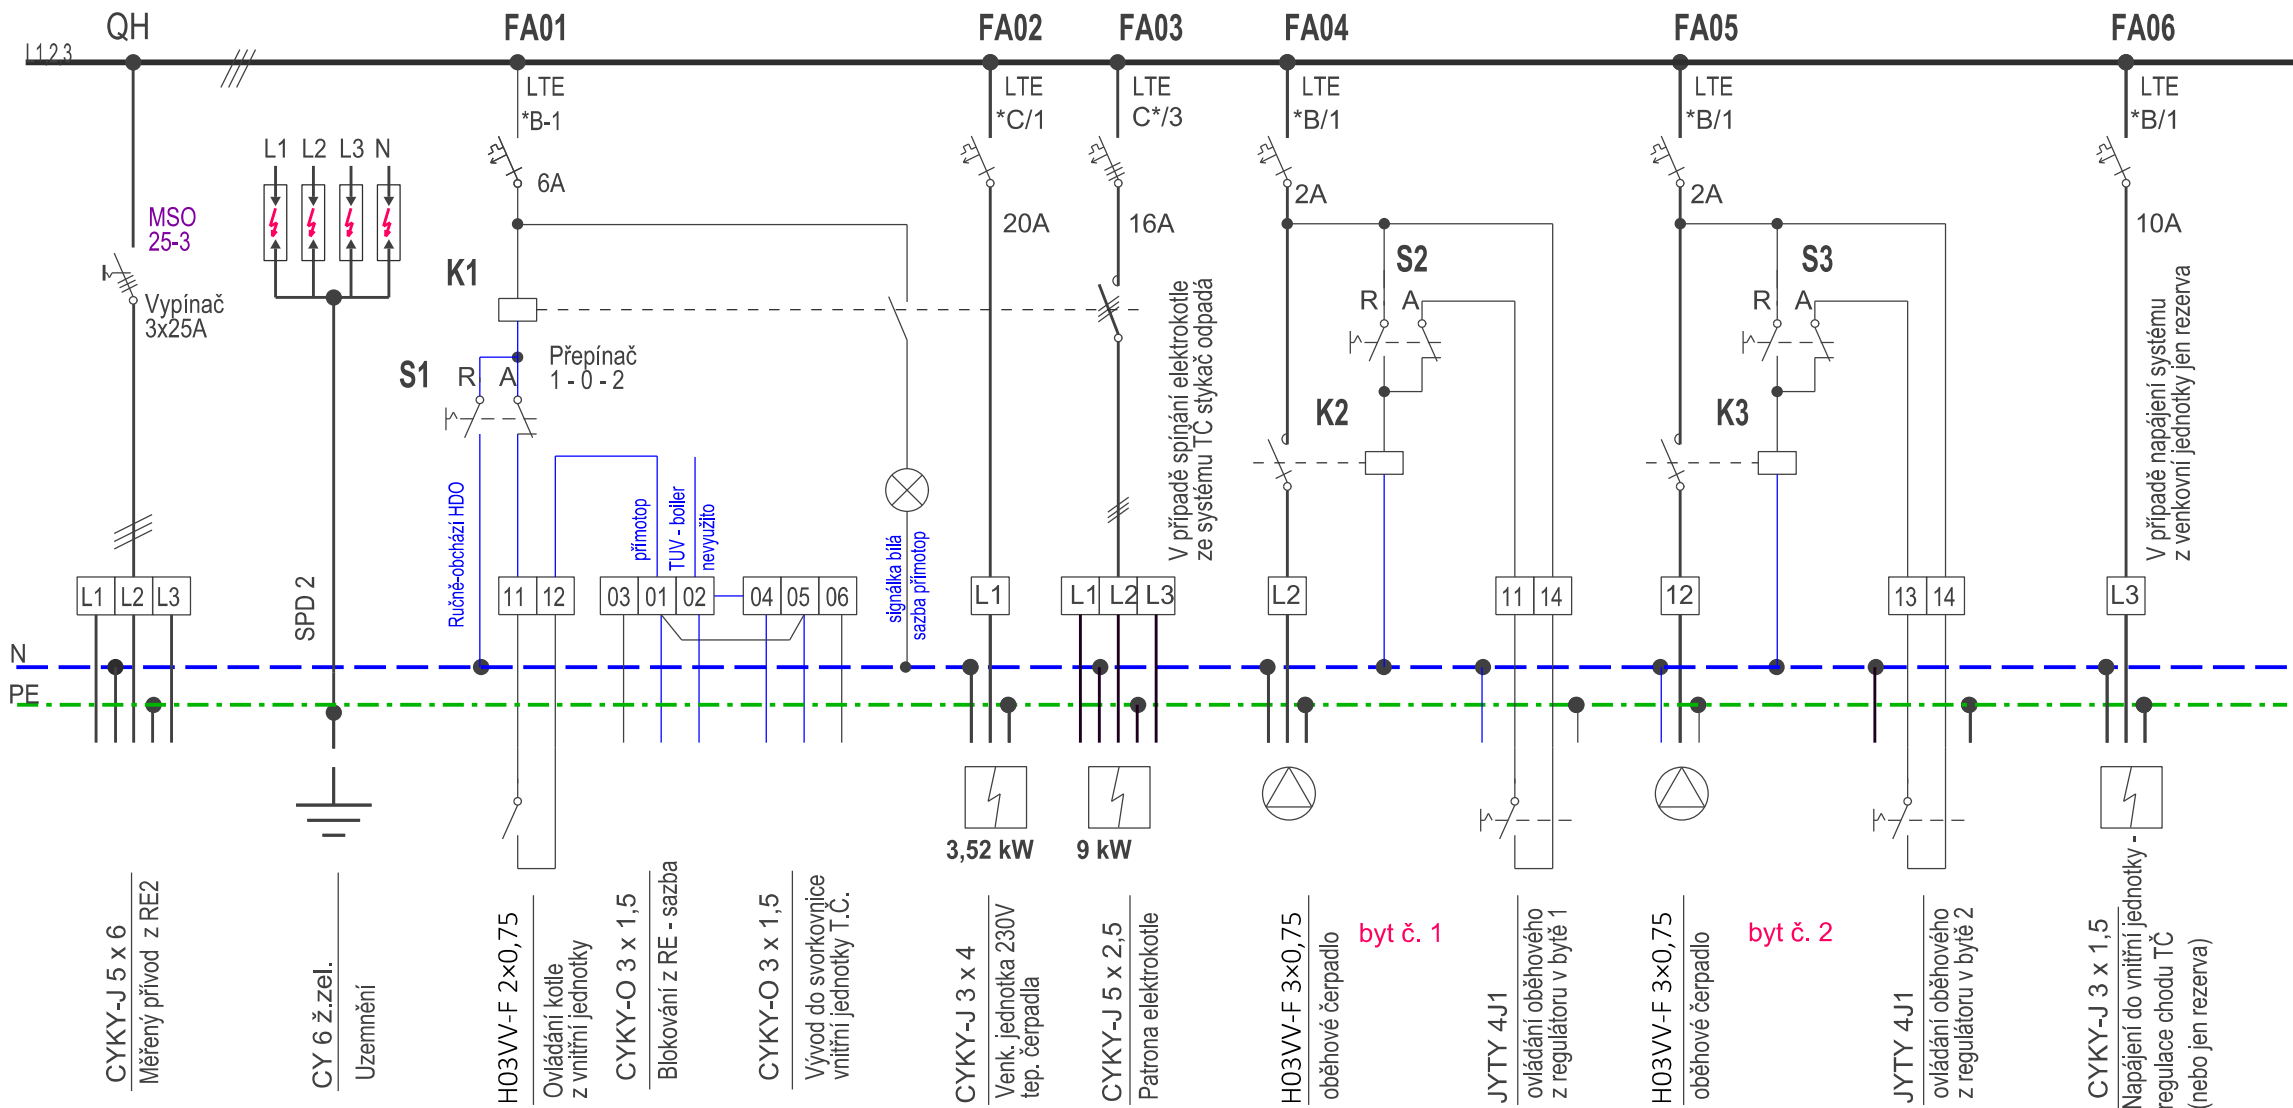 QH
FA01
FA02
FA03
FA04
FA05
FA06
L1,2,3
LTE
*B-1
6A
LTE
*C/1
20A
LTE
C*/3
16A
LTE
*B/1
2A
LTE
*B/1
2A
LTE
*B/1
10A
L1 L2 L3 N
MSO
25-3
Vypínač
3x25A
K1
S1
R A
Přepínač
1 - 0 - 2
S2
R A
K2
S3
R A
K3
V případě spínání elektrokotle
ze systému TČ stykač odpadá
V případě napájení systému
z venkovní jednotky jen rezerva
Ručně-obchází HDO
přímotop
TUV - boiler
nevyužito
signálka bílá
sazba přímotop
SPD 2
L1 L2 L3
11 12
03 01 02
04 05 06
L1
L1 L2 L3
L2
11 14
12
13 14
L3
N
PE
3,52 kW
9 kW
CYKY-J 5 x 6
Měřený přívod z RE2
CY 6 ž.zel.
Uzemnění
H03VV-F 2×0,75
Ovládání kotle
z vnitřní jednotky
CYKY-O 3 x 1,5
Blokování z RE - sazba
CYKY-O 3 x 1,5
Vývod do svorkovnice
vnitřní jednotky T.Č.
CYKY-J 3 x 4
Venk. jednotka 230V
tep. čerpadla
CYKY-J 5 x 2,5
Patrona elektrokotle
H03VV-F 3×0,75
oběhové čerpadlo
byt č. 1
JYTY 4J1
ovládání oběhového
z regulátoru v bytě 1
H03VV-F 3×0,75
oběhové čerpadlo
byt č. 2
JYTY 4J1
ovládání oběhového
z regulátoru v bytě 2
CYKY-J 3 x 1,5
Napájení do vnitřní jednotky -
regulace chodu TČ
(nebo jen rezerva)